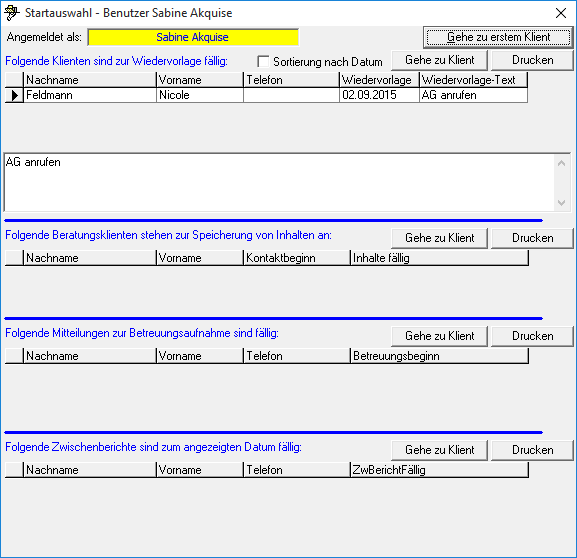 Startauswahl - Benutzer Sabine Akquise
Angemeldet als: Sabine Akquise Gehe zu erstem Klient
Folgende Klienten sind zur Wiedervorlage fällig: Sortierung nach Datum Gehe zu Klient Drucken
Nachname Vorname Telefon Wiedervorlage Wiedervorlage-Text
Feldmann Nicole 02.09.2015 AG anrufen
AG anrufen
Folgende Beratungsklienten stehen zur Speicherung von Inhalten an: Gehe zu Klient Drucken
Nachname Vorname Kontaktbeginn Inhalte fällig
Folgende Mitteilungen zur Betreuungsaufnahme sind fällig: Gehe zu Klient Drucken
Nachname Vorname Telefon Betreuungsbeginn
Folgende Zwischenberichte sind zum angezeigten Datum fällig: Gehe zu Klient Drucken
Nachname Vorname Telefon ZwBerichtFällig